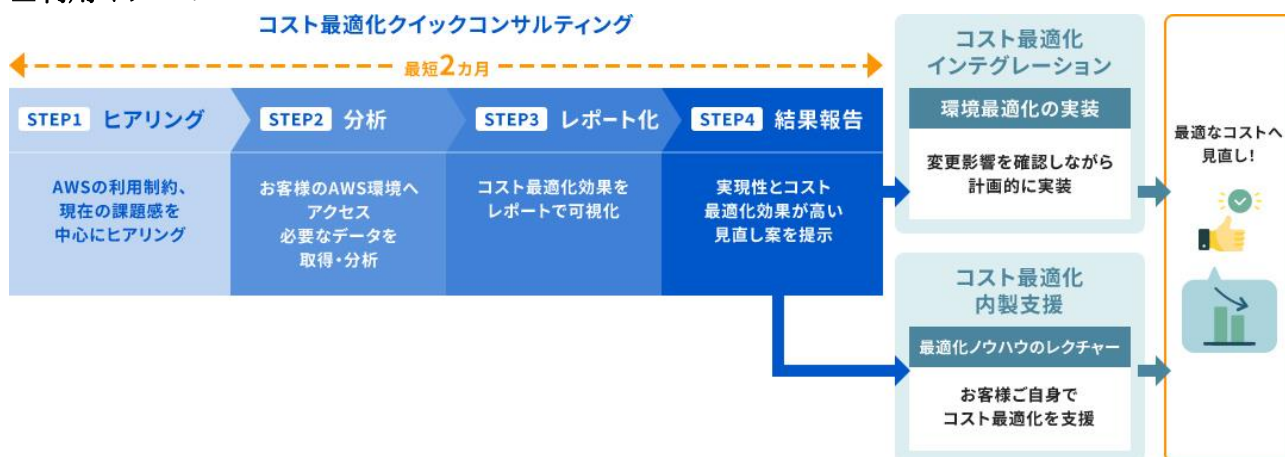 コスト最適化クイックコンサルティング
最短2カ月
STEP1 ヒアリング
AWSの利用制約、
現在の課題感を
中心にヒアリング
STEP2 分析
お客様のAWS環境へ
アクセス
必要なデータを
取得・分析
STEP3 レポート化
コスト最適化効果を
レポートで可視化
STEP4 結果報告
実現性とコスト
最適化効果が高い
見直し案を提示
コスト最適化
インテグレーション
環境最適化の実装
変更影響を確認しながら
計画的に実装
コスト最適化
内製支援
最適化ノウハウのレクチャー
お客様ご自身で
コスト最適化を支援
最適なコストへ
見直し!